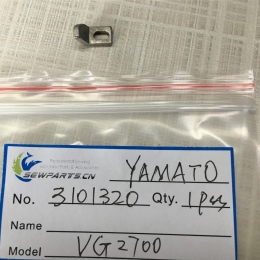 YAMATO
SEWPARTS.CN
No. 3101320 Qty. 1pcs
Name
Model VG2700